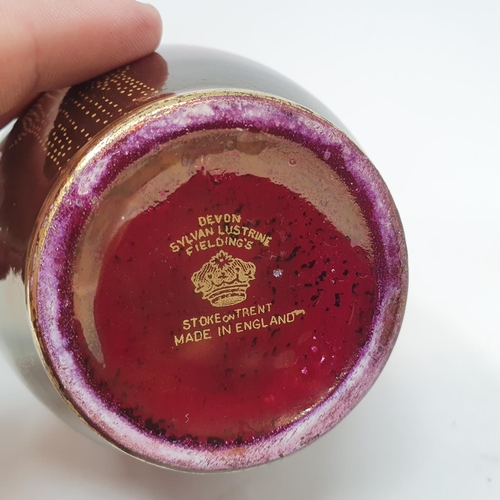 DEVON
SYLVAN LUSTRINE
FIELDING'S
STOKE ON TRENT
MADE IN ENGLAND